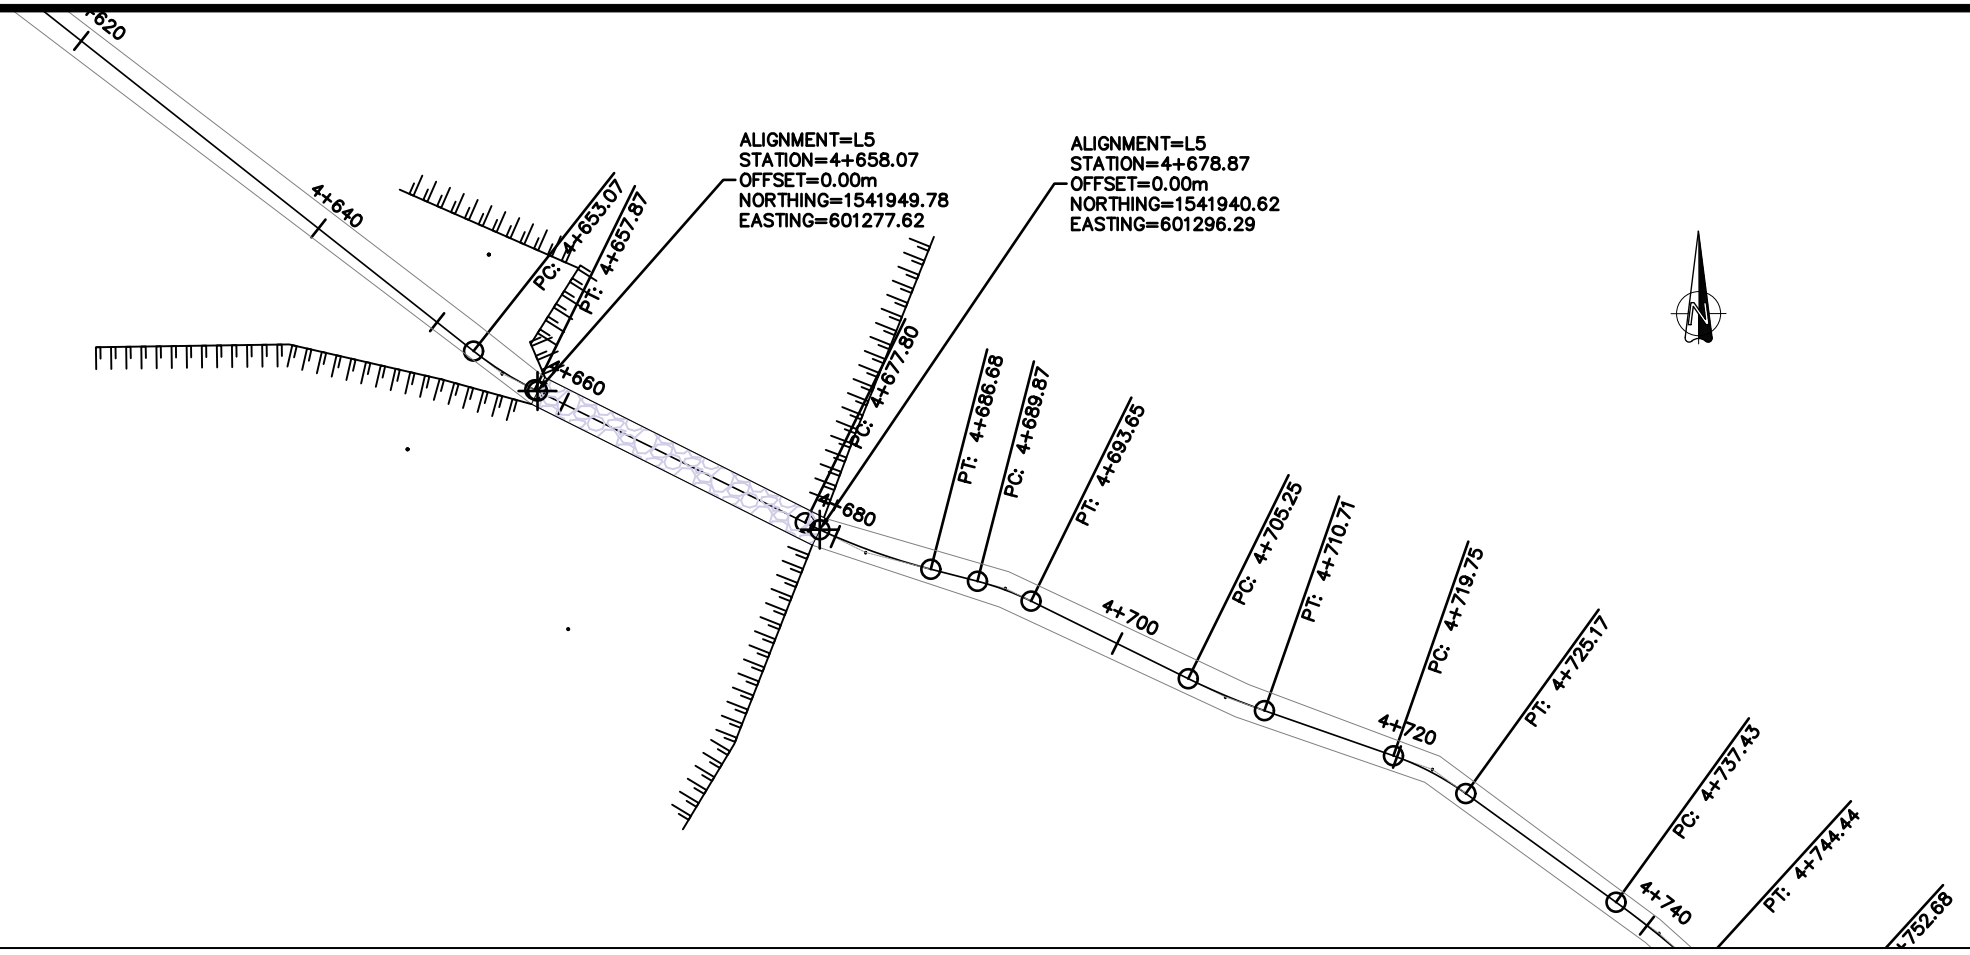 +620
4+640
PC: 4+653.07
PT: 4+657.87
ALIGNMENT=L5
STATION=4+658.07
OFFSET=0.00m
NORTHING=1541949.78
EASTING=601277.62
ALIGNMENT=L5
STATION=4+678.87
OFFSET=0.00m
NORTHING=1541940.62
EASTING=601296.29
N
4+660
PC: 4+677.80
4+680
PT: 4+686.68
PC: 4+689.87
PT: 4+693.65
4+700
PC: 4+705.25
PT: 4+710.71
4+720
PC: 4+719.75
PT: 4+725.17
PC: 4+737.43
4+740
PT: 4+744.44
+752.68